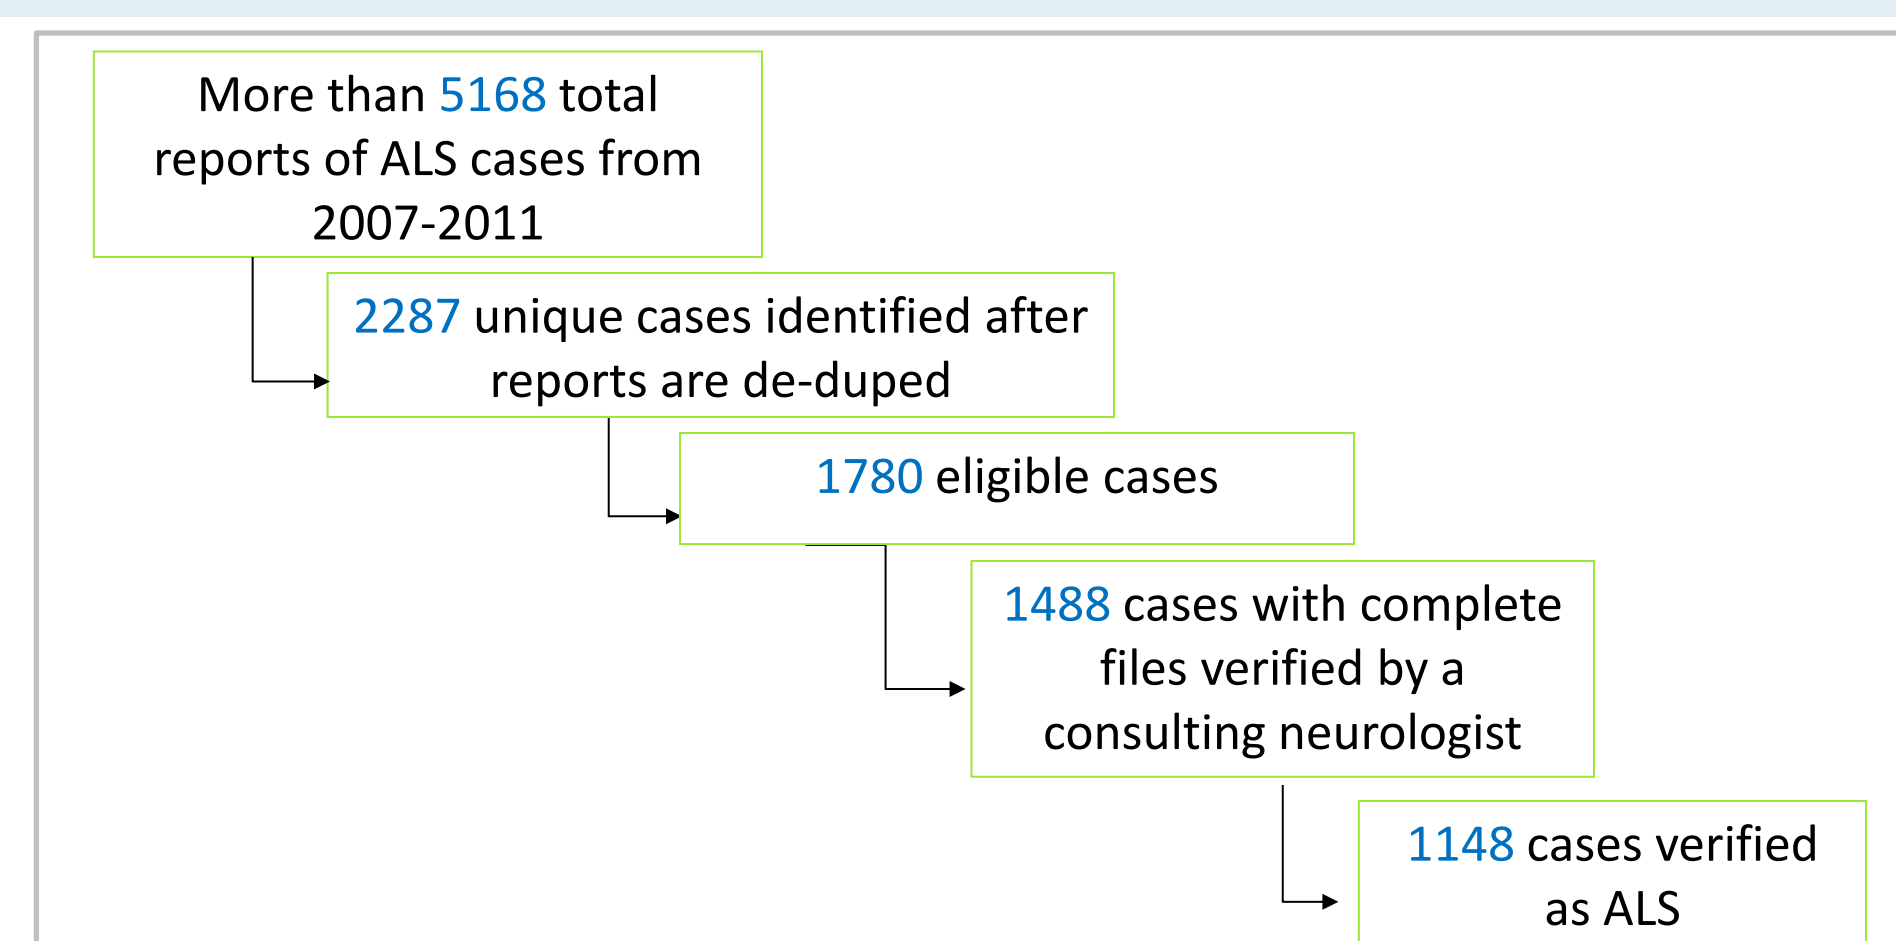 More than 5168 total
reports of ALS cases from
2007-2011
2287 unique cases identified after
reports are de-duped
1780 eligible cases
1488 cases with complete
files verified by a
consulting neurologist
1148 cases verified
as ALS